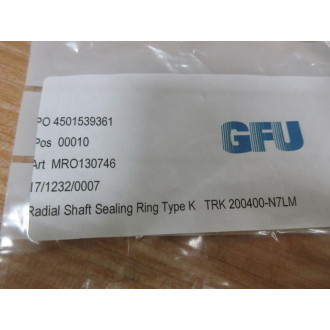 PO 4501539361
Pos 00010
GFU
Art MRO130746
17/1232/0007
Radial Shaft Sealing Ring Type K TRK 200400-N7LM